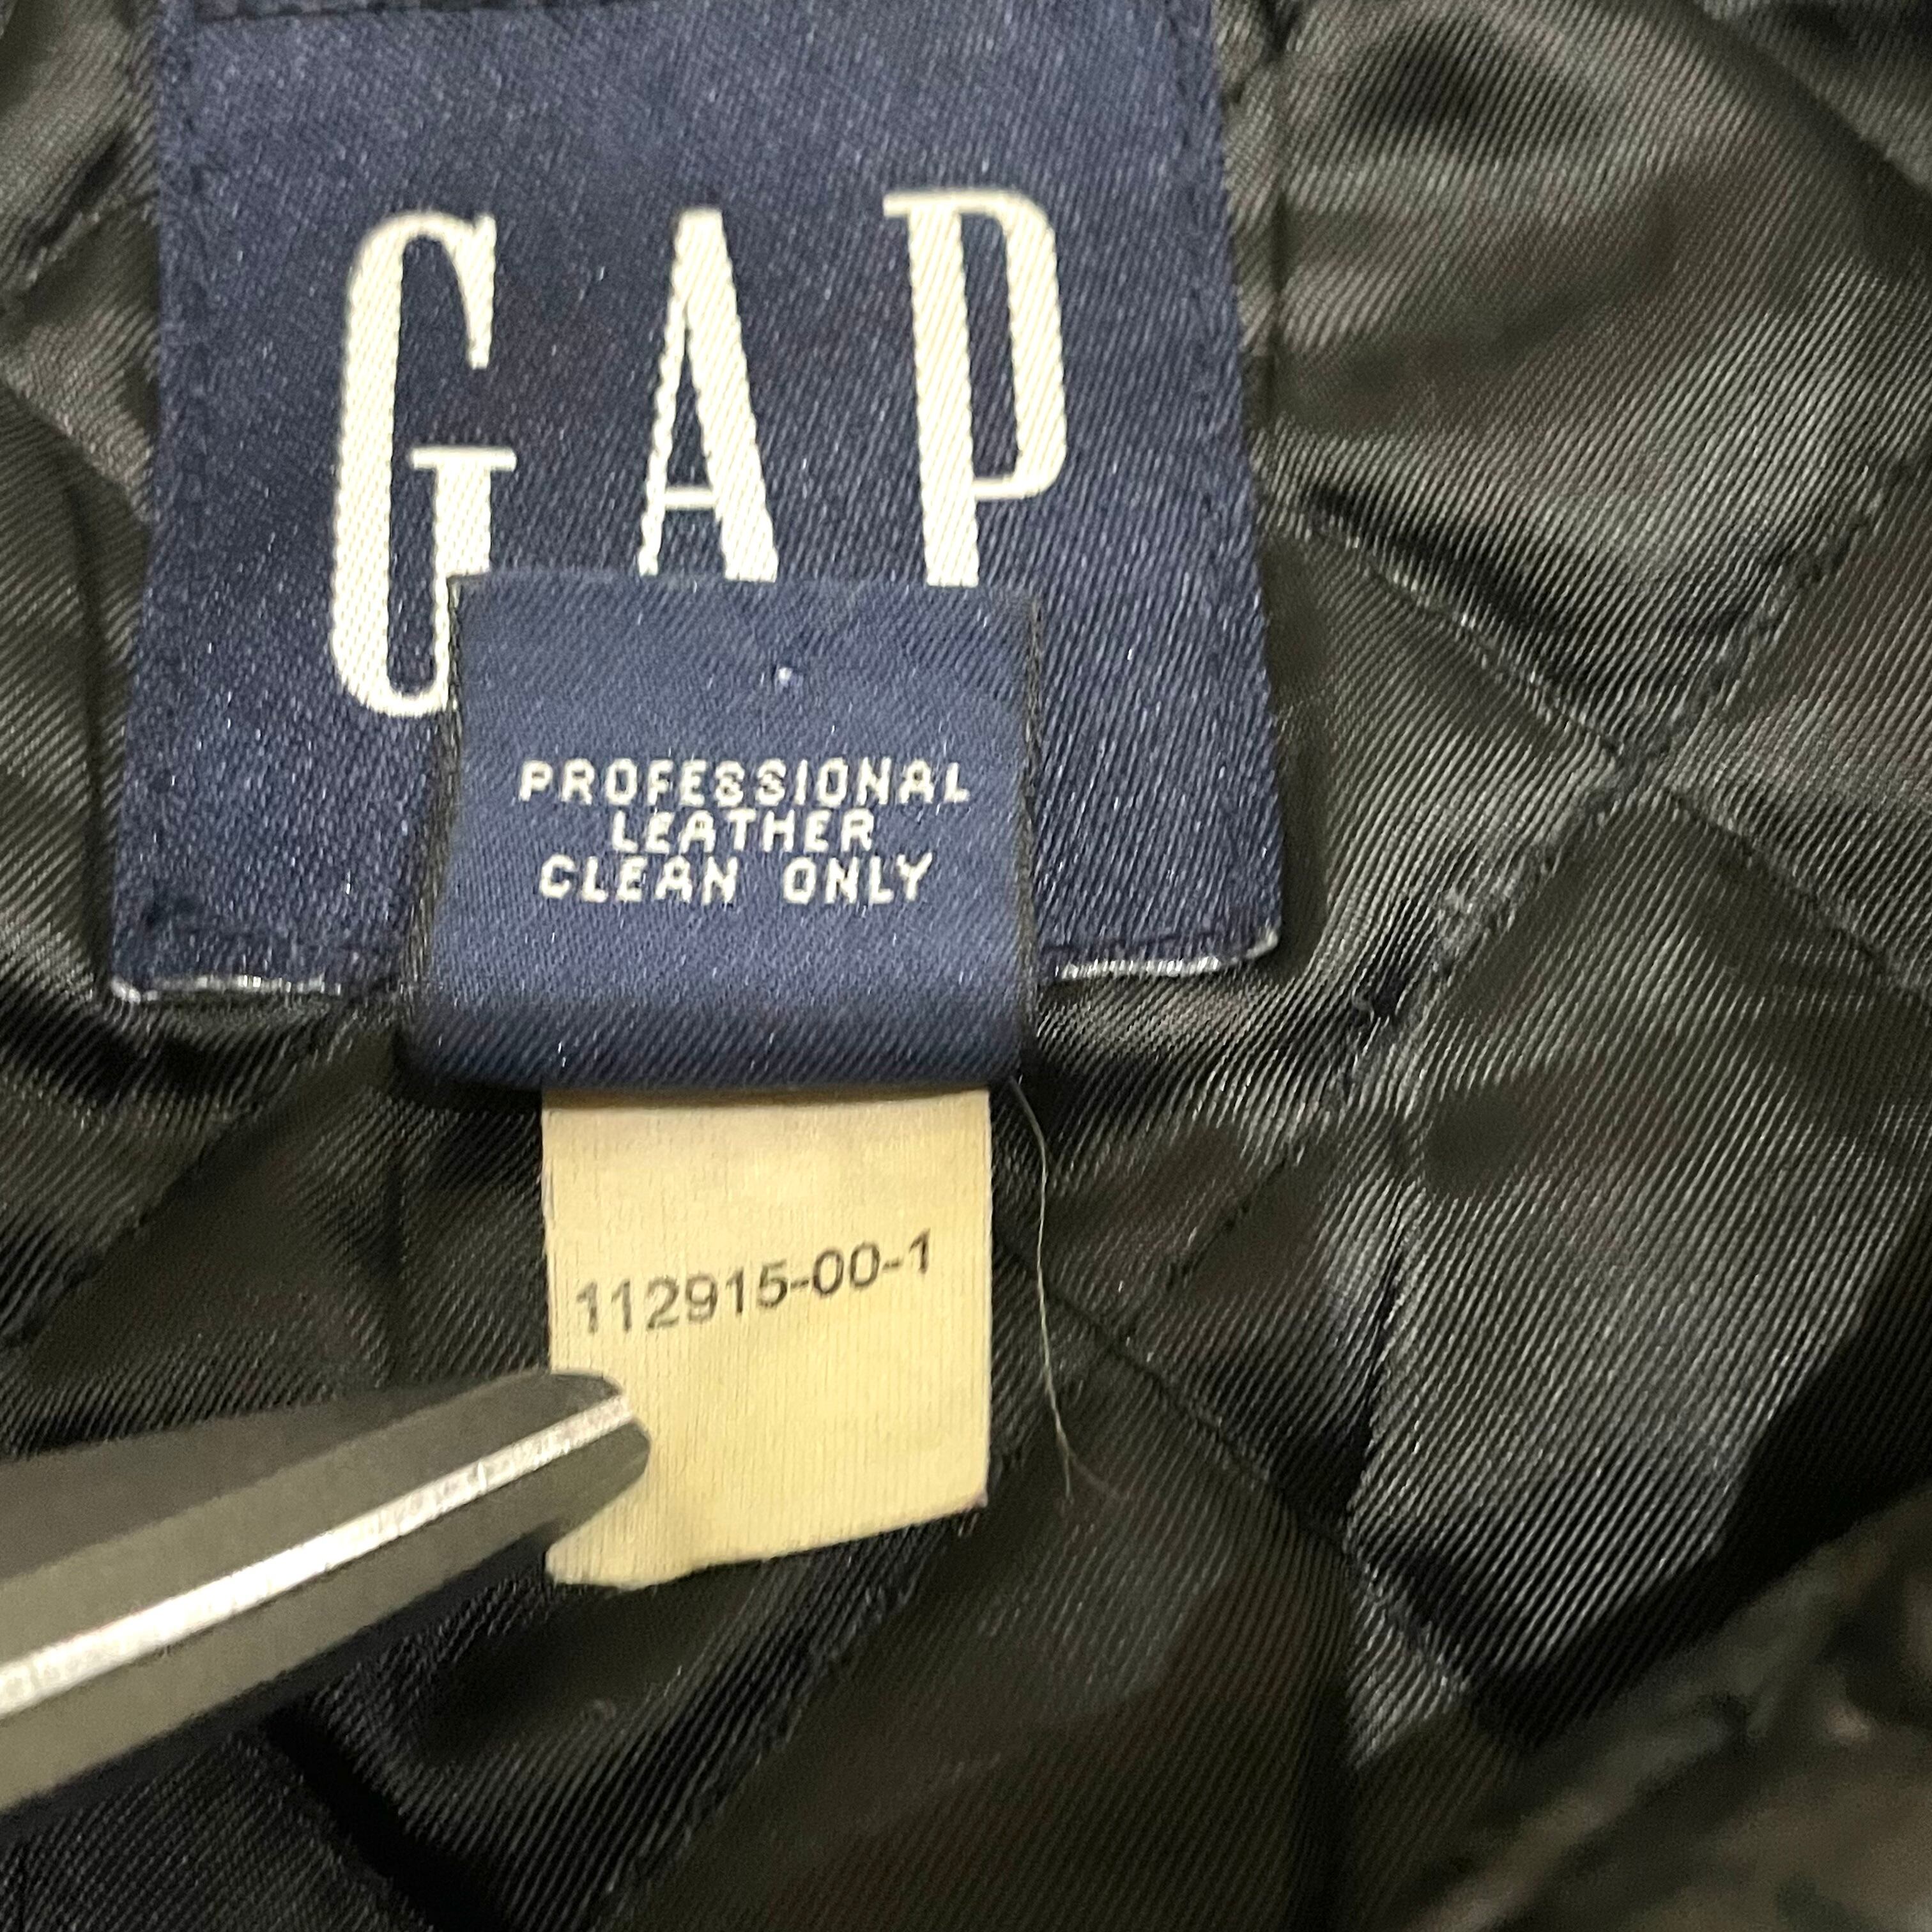 GAP
PROFESSIONAL
LEATHER
CLEAN ONLY
112915-00-1